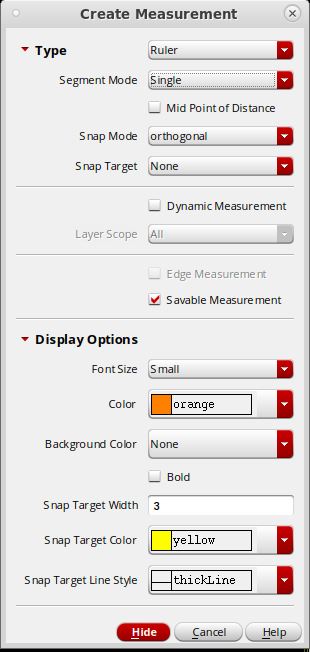 Create Measurement
Type Ruler
Segment Mode Single
Mid Point of Distance
Snap Mode orthogonal
Snap Target None
Dynamic Measurement
Layer Scope All
Edge Measurement
Savable Measurement
Display Options
Font Size Small
Color orange
Background Color None
Bold
Snap Target Width 3
Snap Target Color yellow
Snap Target Line Style thickLine
Hide Cancel Help